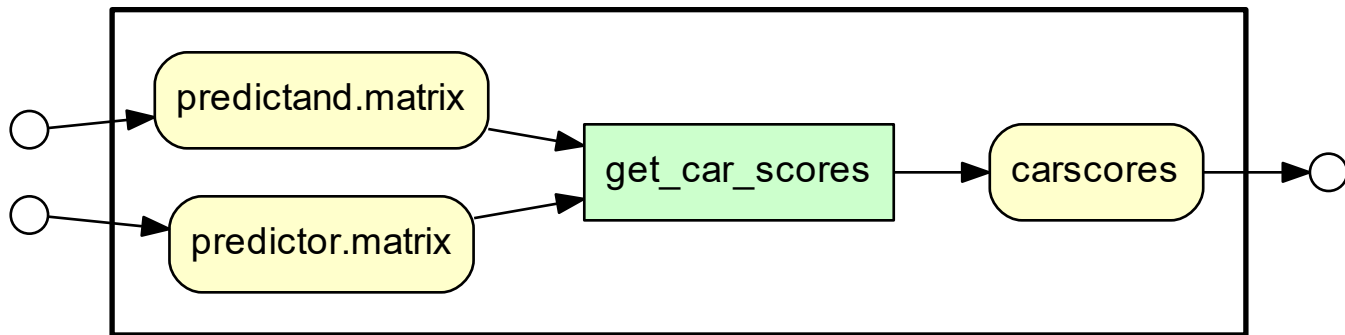 predictand.matrix
get_car_scores
carscores
predictor.matrix